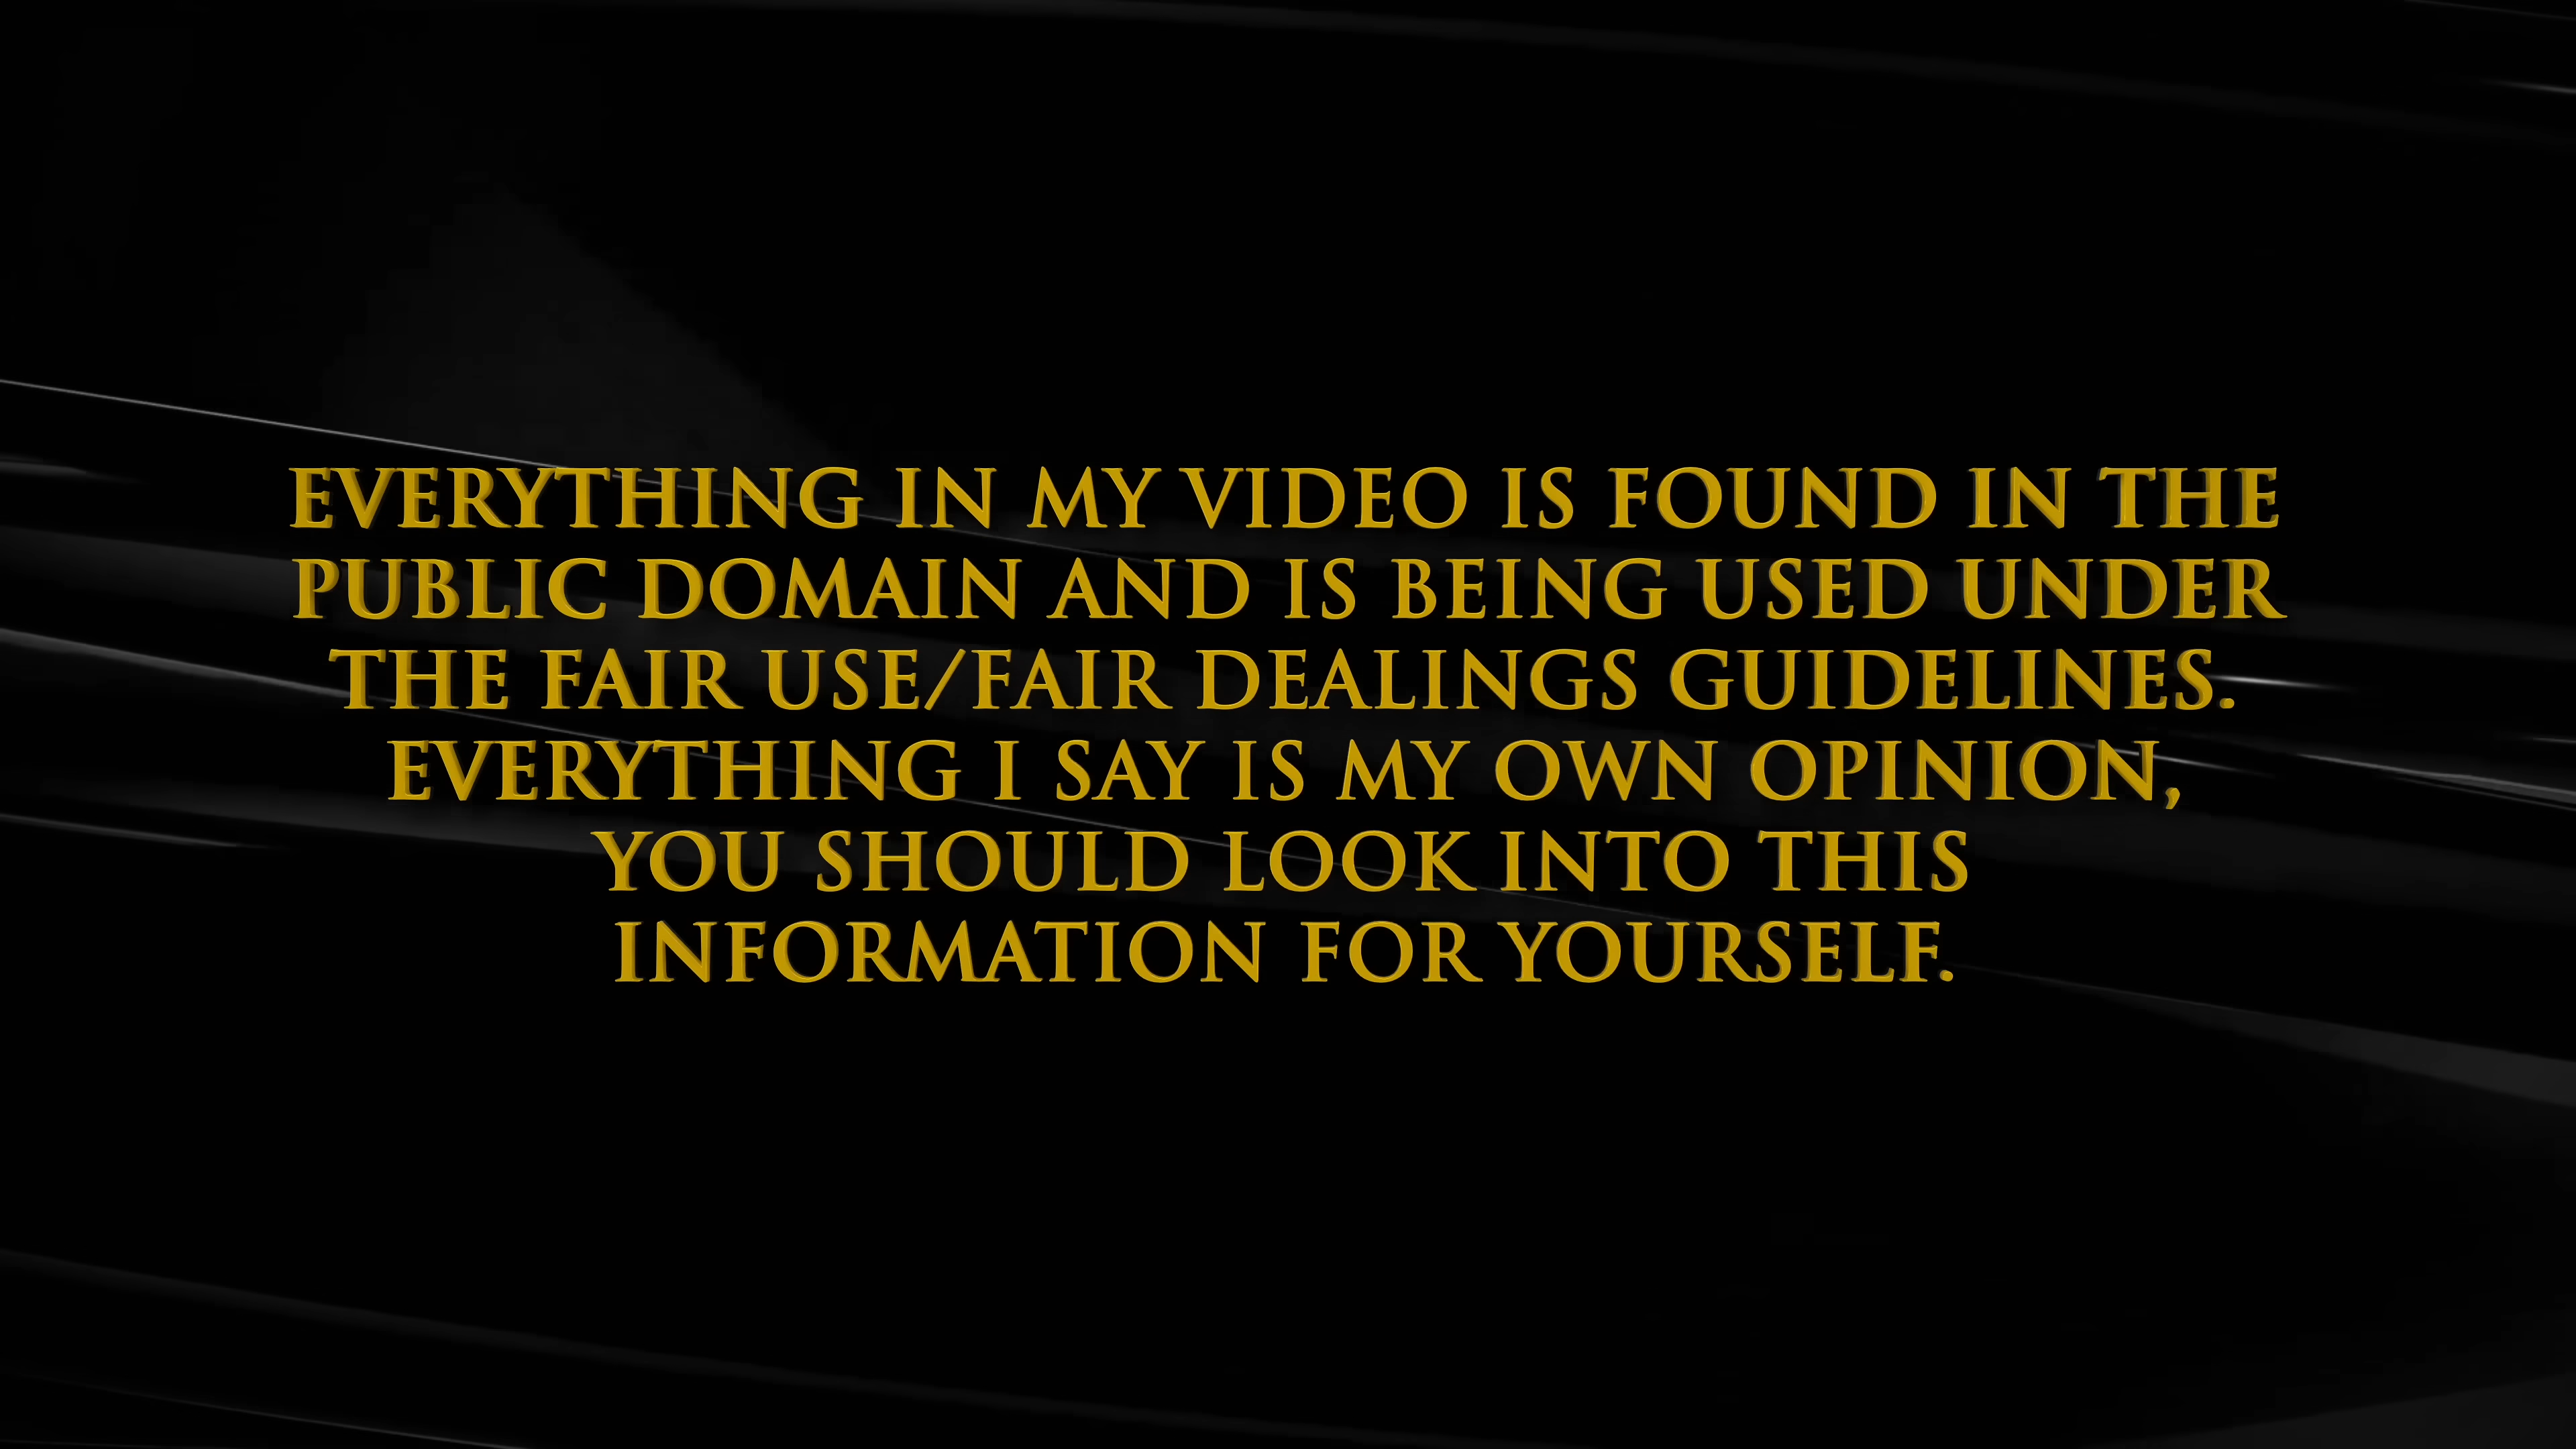 EVERYTHING IN MY VIDEO IS FOUND IN THE
PUBLIC DOMAIN AND IS BEING USED UNDER
THE FAIR USE/FAIR DEALINGS GUIDELINES.
EVERYTHING I SAY IS MY OWN OPINION,
YOU SHOULD LOOK INTO THIS
INFORMATION FOR YOURSELF.